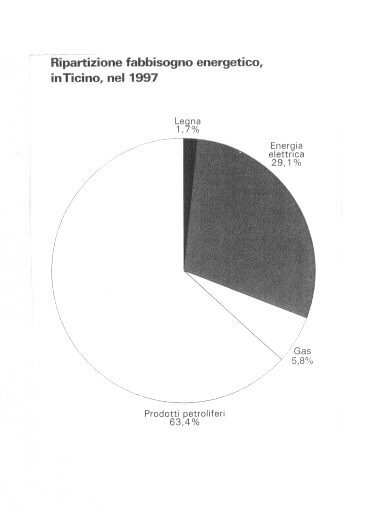 Ripartizione fabbisogno energetico,
in Ticino, nel 1997
Legna
1,7%
Energia
elettrica
29,1%
Gas
5,8%
Prodotti petroliferi
63,4%